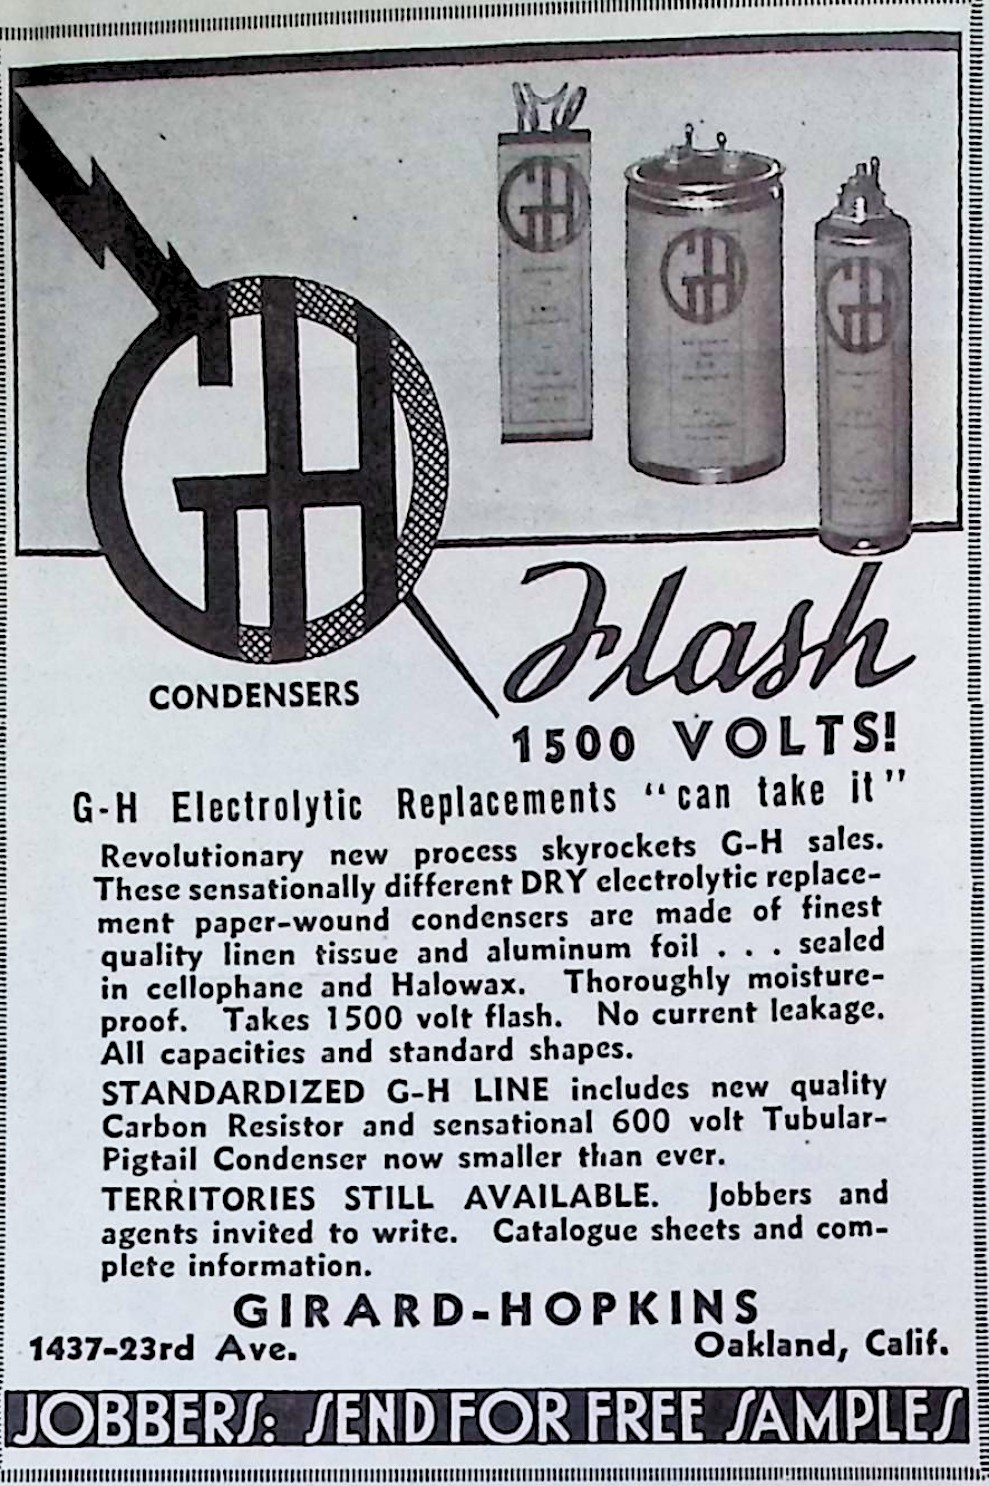 GH
GH
GH
GH
CONDENSERS
Flash
1500 VOLTS!
G-H Electrolytic Replacements "can take it"
Revolutionary new process skyrockets G-H sales.
These sensationally different DRY electrolytic replace-
ment paper-wound condensers are made of finest
quality linen tissue and aluminum foil . . . sealed
in cellophane and Halowax. Thoroughly moisture-
proof. Takes 1500 volt flash. No current leakage.
All capacities and standard shapes.
STANDARDIZED G-H LINE includes new quality
Carbon Resistor and sensational 600 volt Tubular-
Pigtail Condenser now smaller than ever.
TERRITORIES STILL AVAILABLE. Jobbers and
agents invited to write. Catalogue sheets and com-
plete information.
GIRARD-HOPKINS
1437-23rd Ave. Oakland, Calif.
JOBBERS: SEND FOR FREE SAMPLES